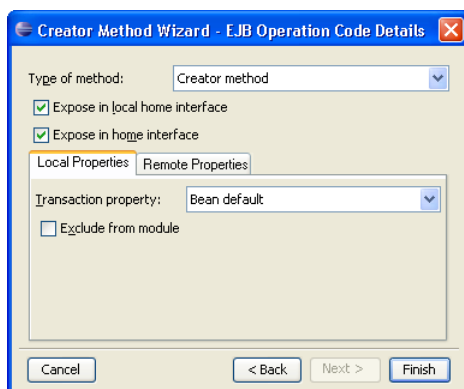 Creator Method Wizard - EJB Operation Code Details
Type of method: Creator method
Expose in local home interface
Expose in home interface
Local Properties Remote Properties
Transaction property: Bean default
Exclude from module
Cancel < Back Next > Finish